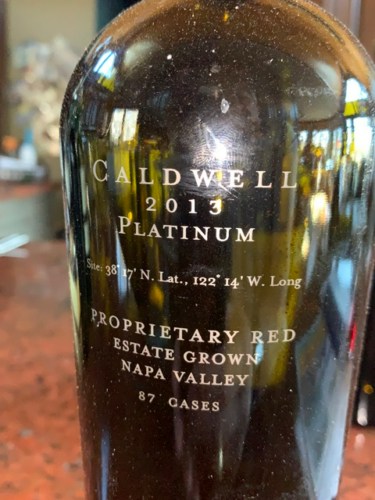 CALDWELL
2013
PLATINUM
Site: 38° 17' N. Lat., 122° 14' W. Long
PROPRIETARY RED
ESTATE GROWN
NAPA VALLEY
87 CASES